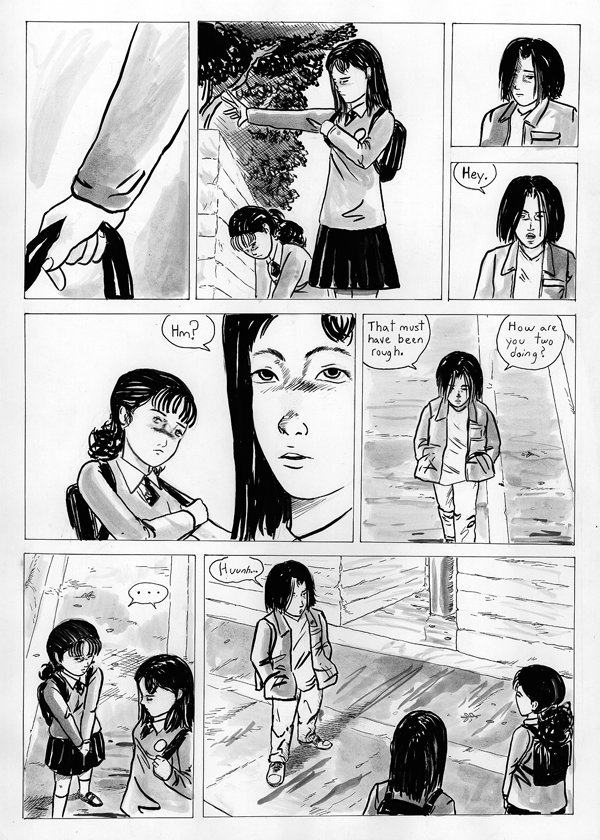 Hey.
Hm?
That must
have been
rough.
How are
you two
doing?
...
Huunh...